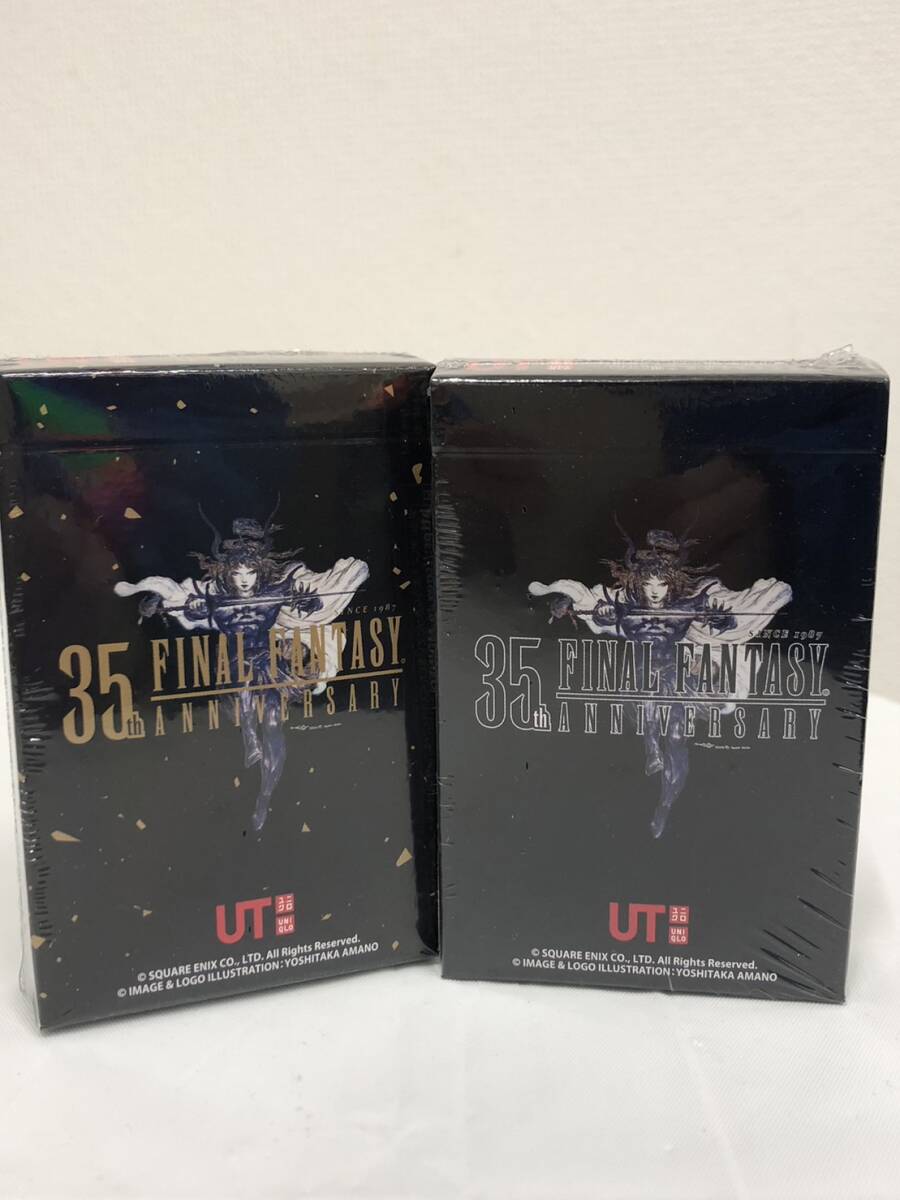 SINCE 1987
35th FINAL FANTASY®
ANNIVERSARY
UT ユニクロ
UNIQLO
© SQUARE ENIX CO., LTD. All Rights Reserved.
© IMAGE & LOGO ILLUSTRATION : YOSHITAKA AMANO
SINCE 1987
35th FINAL FANTASY®
ANNIVERSARY
UT ユニクロ
UNIQLO
© SQUARE ENIX CO., LTD. All Rights Reserved.
© IMAGE & LOGO ILLUSTRATION : YOSHITAKA AMANO